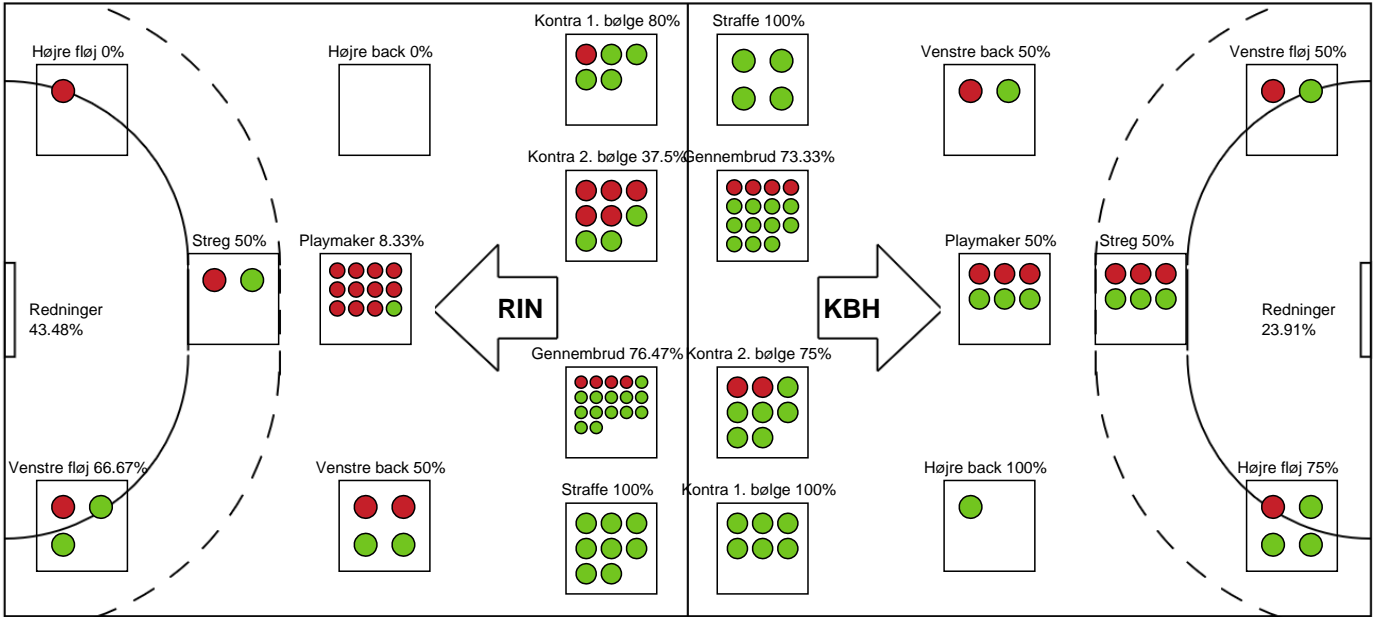 Kontra 1. bølge 80%
Straffe 100%
Højre fløj 0%
Højre back 0%
Venstre back 50%
Venstre fløj 50%
Kontra 2. bølge 37.5%
Gennembrud 73.33%
Streg 50%
Playmaker 8.33%
Playmaker 50%
Streg 50%
Redninger
43.48%
RIN
KBH
Redninger
23.91%
Gennembrud 76.47%
Kontra 2. bølge 75%
Venstre fløj 66.67%
Venstre back 50%
Højre back 100%
Højre fløj 75%
Straffe 100%
Kontra 1. bølge 100%